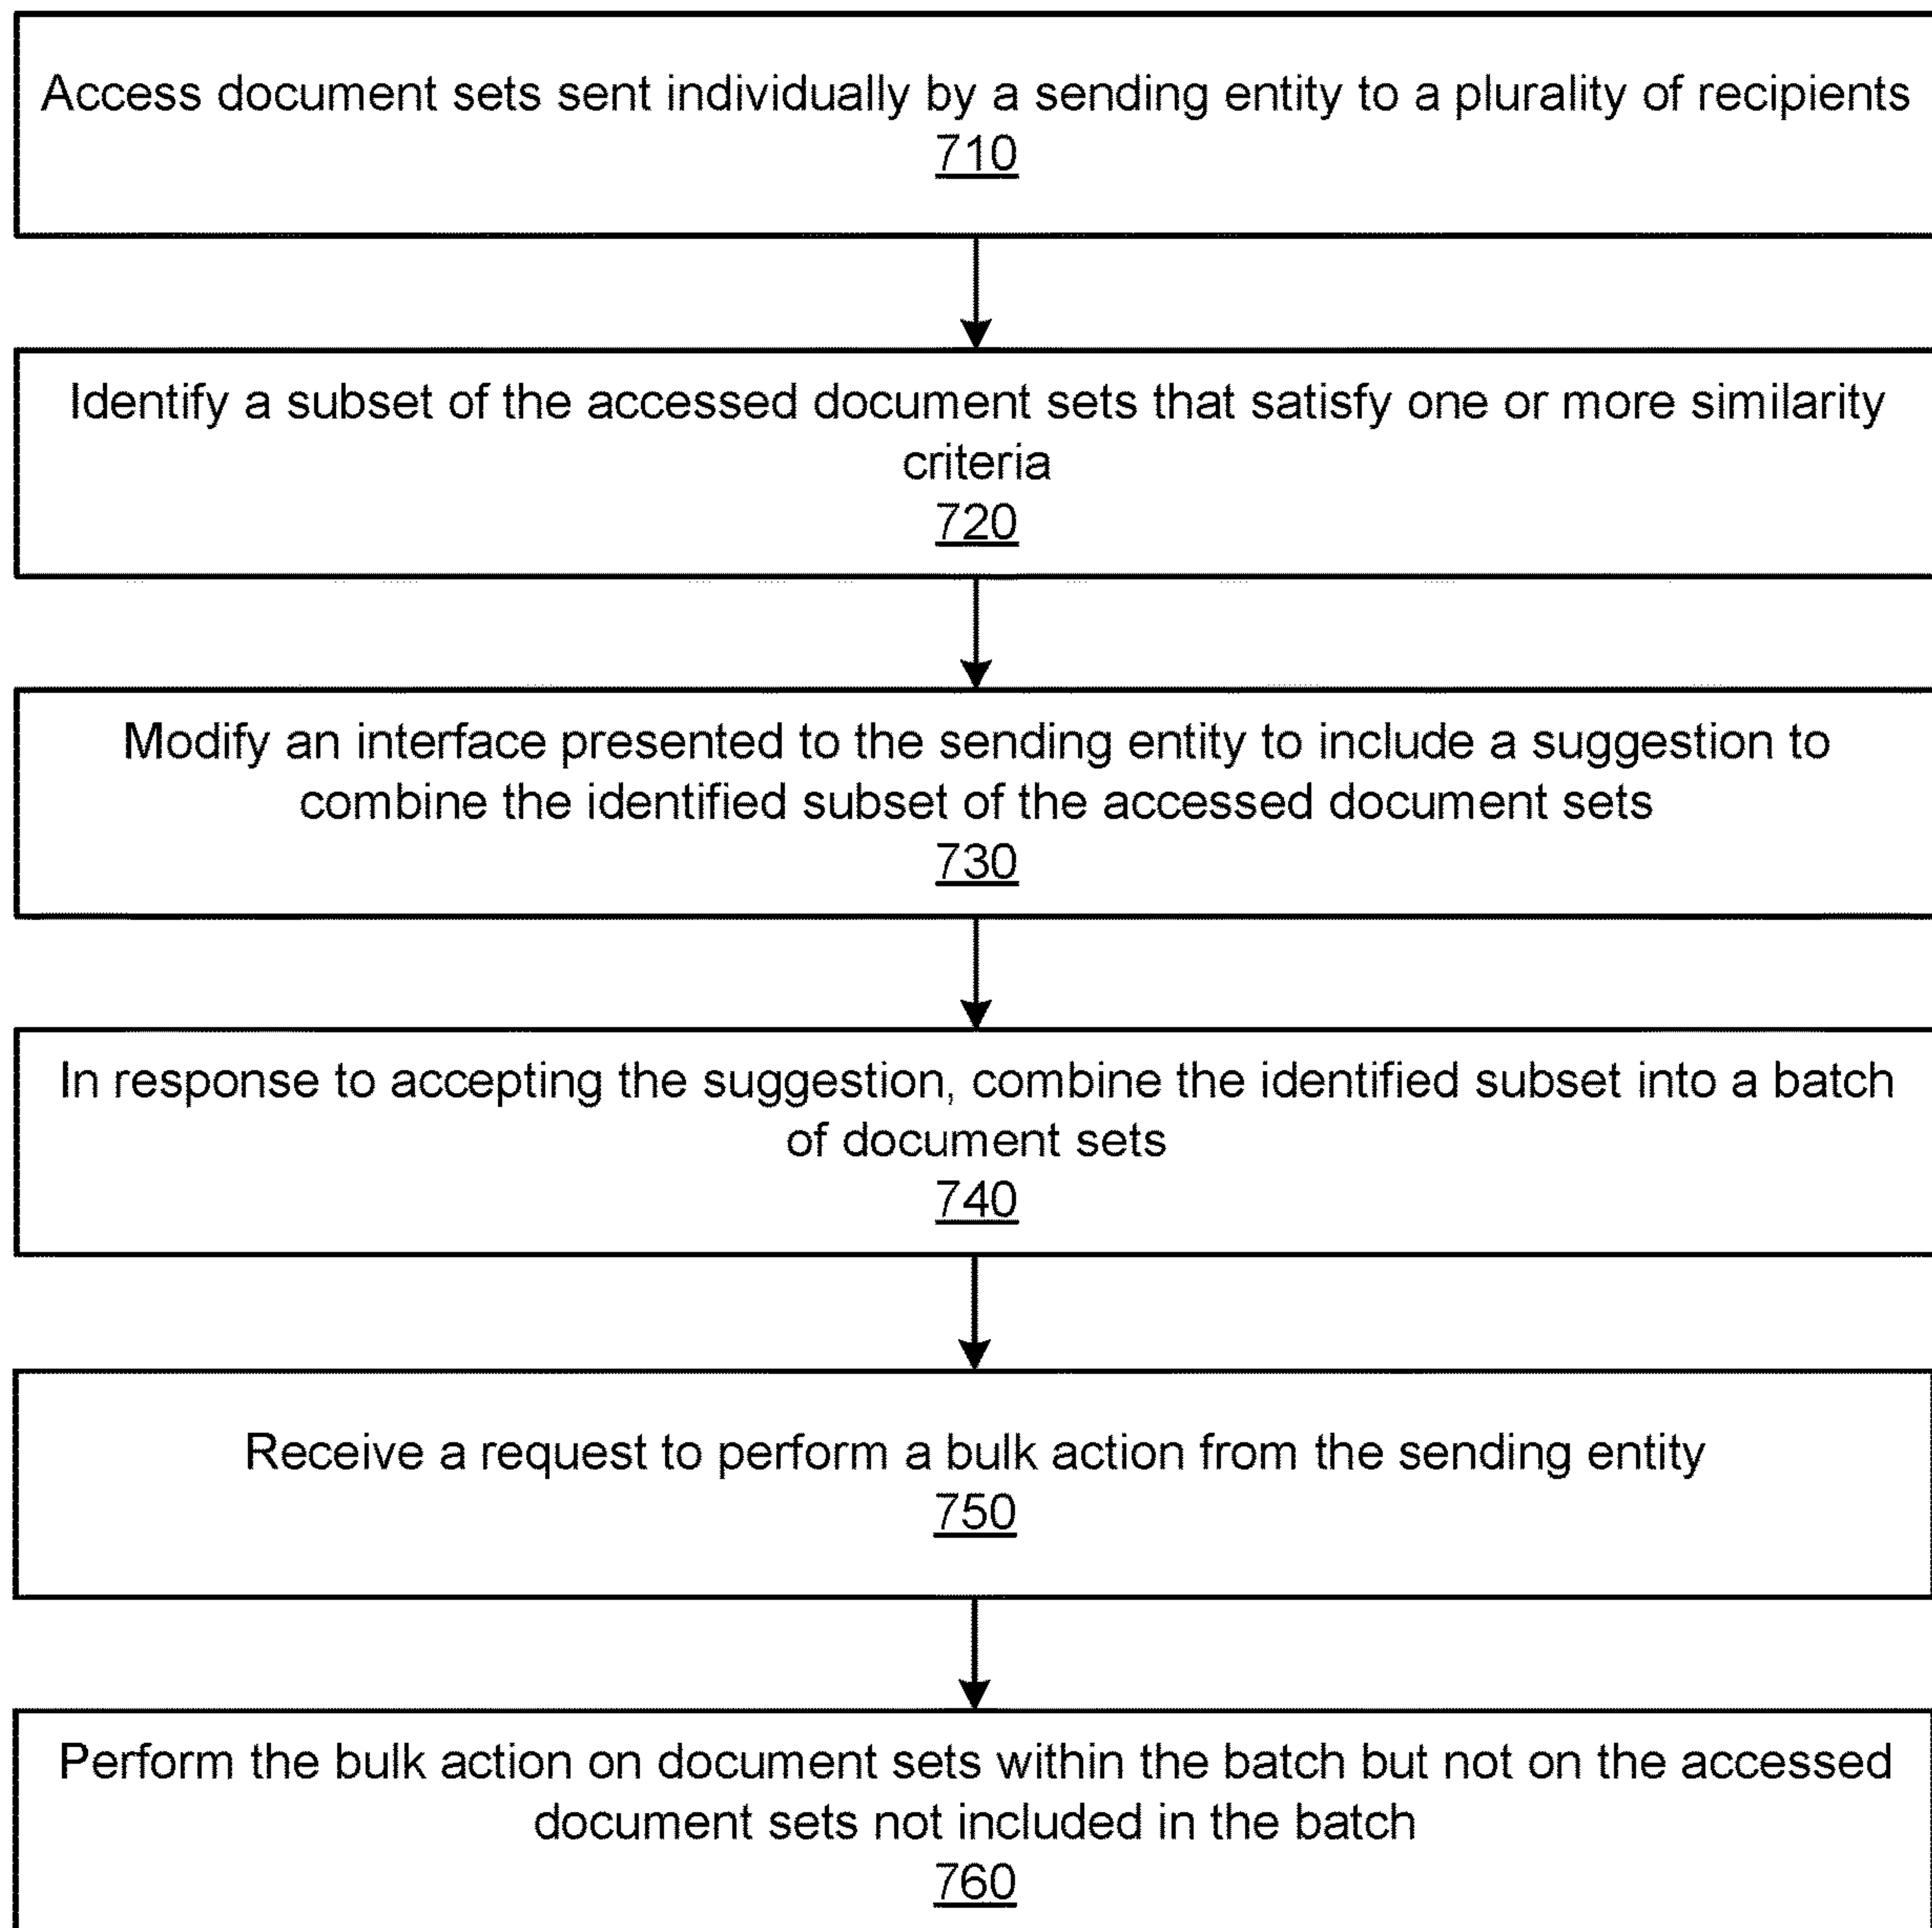 Access document sets sent individually by a sending entity to a plurality of recipients
710
Identify a subset of the accessed document sets that satisfy one or more similarity
criteria
720
Modify an interface presented to the sending entity to include a suggestion to
combine the identified subset of the accessed document sets
730
In response to accepting the suggestion, combine the identified subset into a batch
of document sets
740
Receive a request to perform a bulk action from the sending entity
750
Perform the bulk action on document sets within the batch but not on the accessed
document sets not included in the batch
760